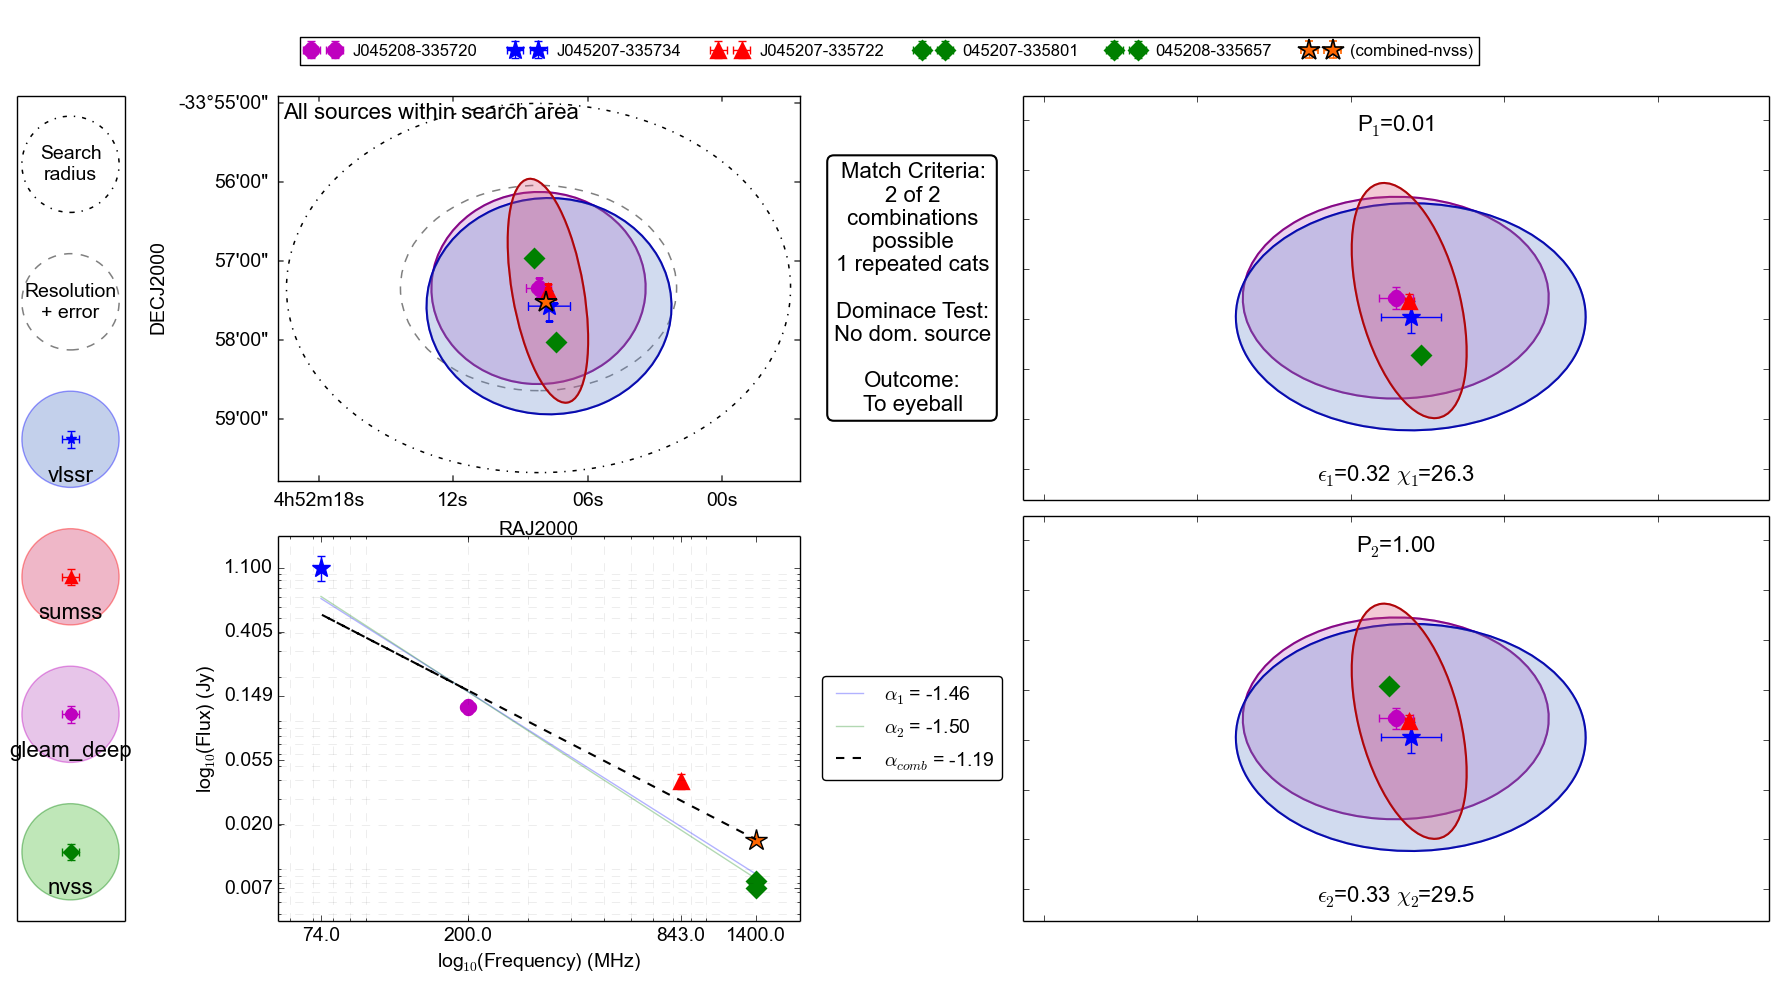 J045208-335720 J045207-335734 J045207-335722 045207-335801 045208-335657 (combined-nvss)
Search
radius
Resolution
+ error
vlssr
sumss
gleam_deep
nvss
All sources within search area
DECJ2000
-33°55'00"
56'00"
57'00"
58'00"
59'00"
4h52m18s 12s 06s 00s
RAJ2000
Match Criteria:
2 of 2
combinations
possible
1 repeated cats
Dominace Test:
No dom. source
Outcome:
To eyeball
P₁=0.01
ϵ₁=0.32 χ₁=26.3
log₁₀(Flux) (Jy)
1.100
0.405
0.149
0.055
0.020
0.007
74.0 200.0 843.0 1400.0
log₁₀(Frequency) (MHz)
α₁ = -1.46
α₂ = -1.50
α_comb = -1.19
P₂=1.00
ϵ₂=0.33 χ₂=29.5